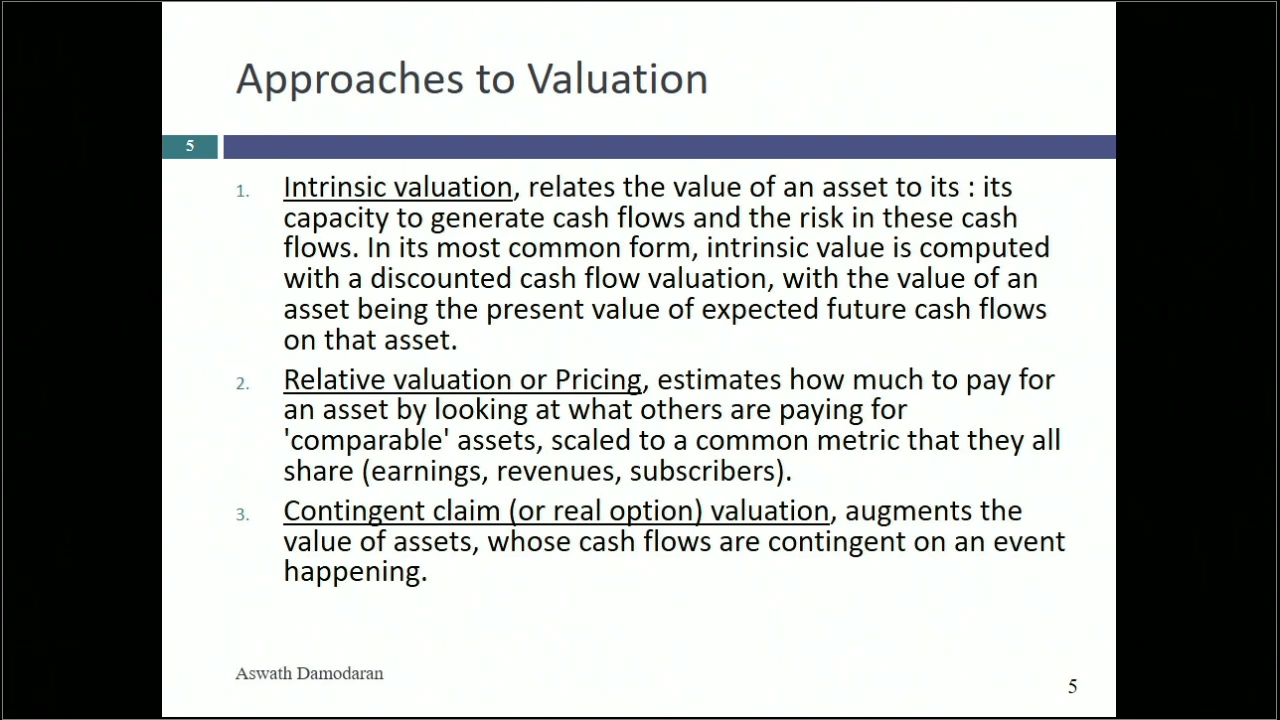 Approaches to Valuation
5
1. Intrinsic valuation, relates the value of an asset to its : its
capacity to generate cash flows and the risk in these cash
flows. In its most common form, intrinsic value is computed
with a discounted cash flow valuation, with the value of an
asset being the present value of expected future cash flows
on that asset.
2. Relative valuation or Pricing, estimates how much to pay for
an asset by looking at what others are paying for
'comparable' assets, scaled to a common metric that they all
share (earnings, revenues, subscribers).
3. Contingent claim (or real option) valuation, augments the
value of assets, whose cash flows are contingent on an event
happening.
Aswath Damodaran
5